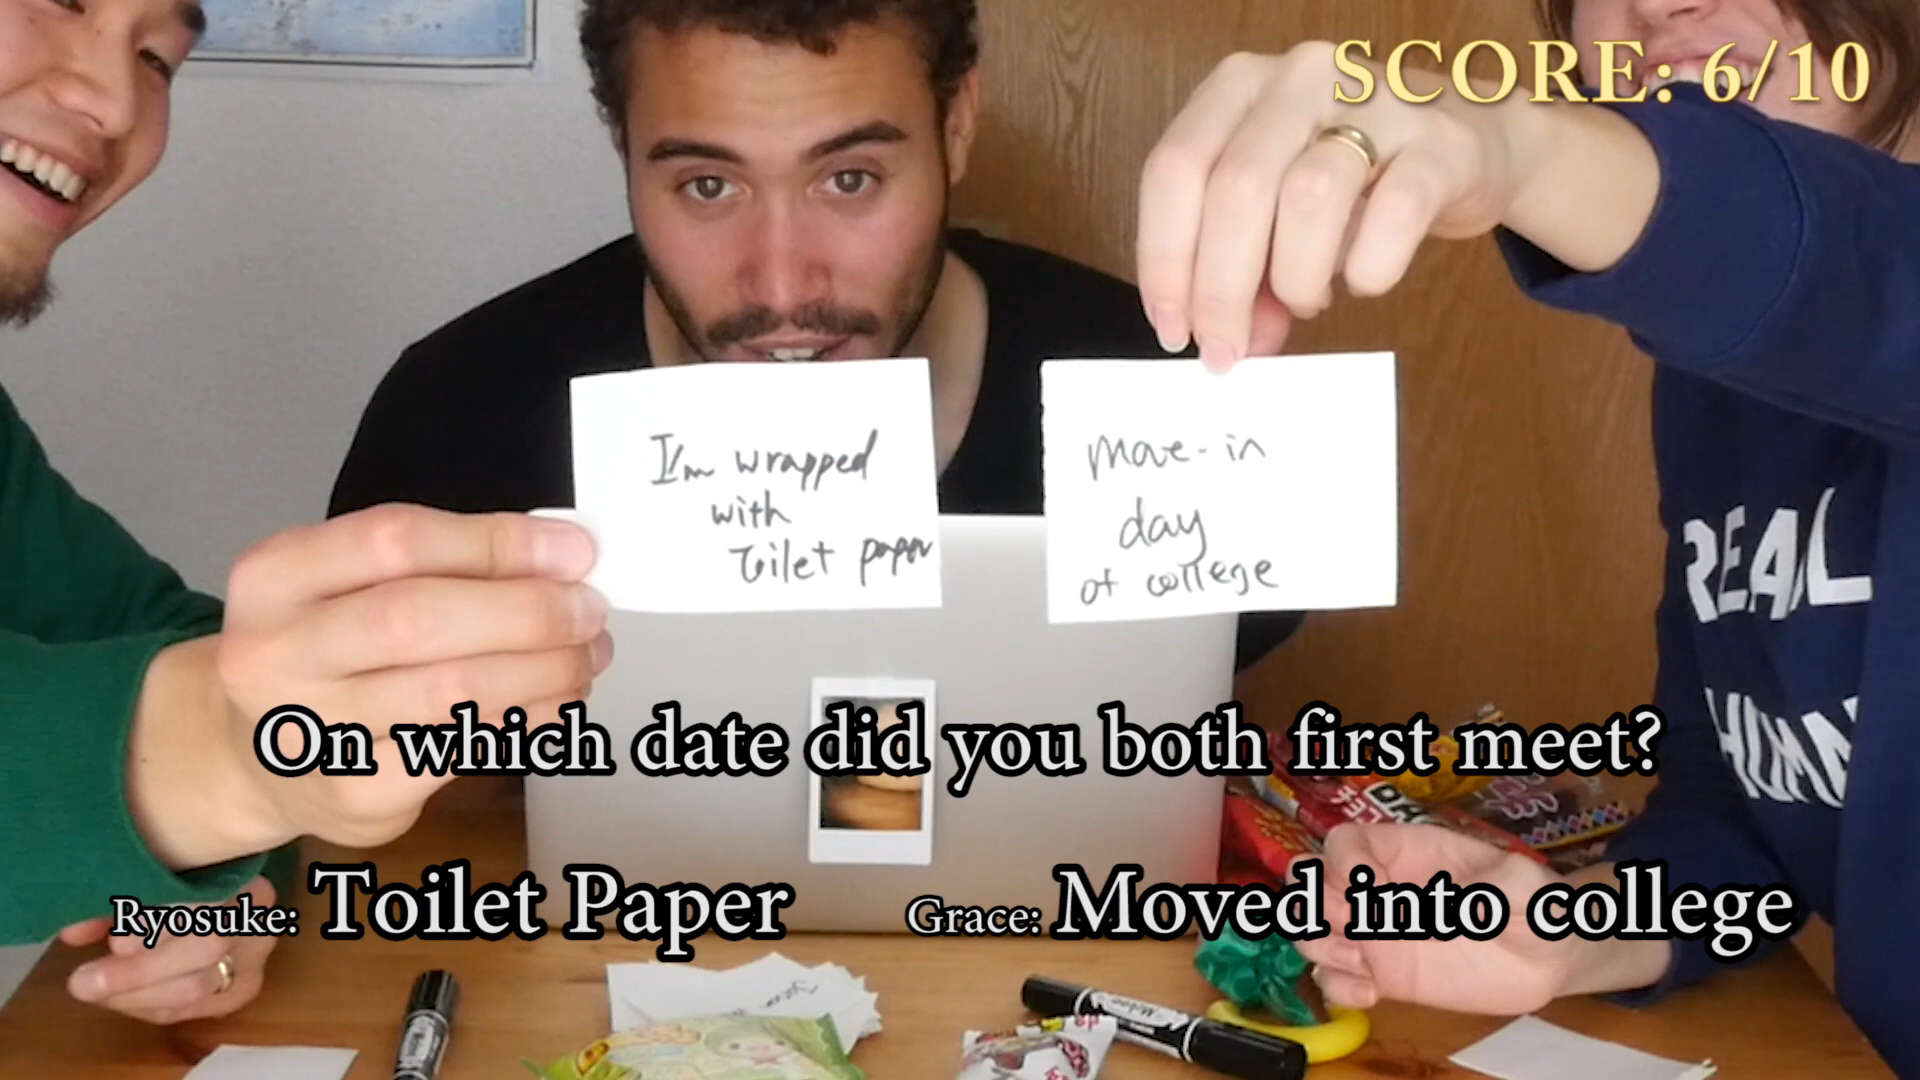 SCORE: 6/10
I'm wrapped
with
Toilet paper
Move-in
day
of college
REAL
HUMA
On which date did you both first meet?
Ryosuke: Toilet Paper
Grace: Moved into college